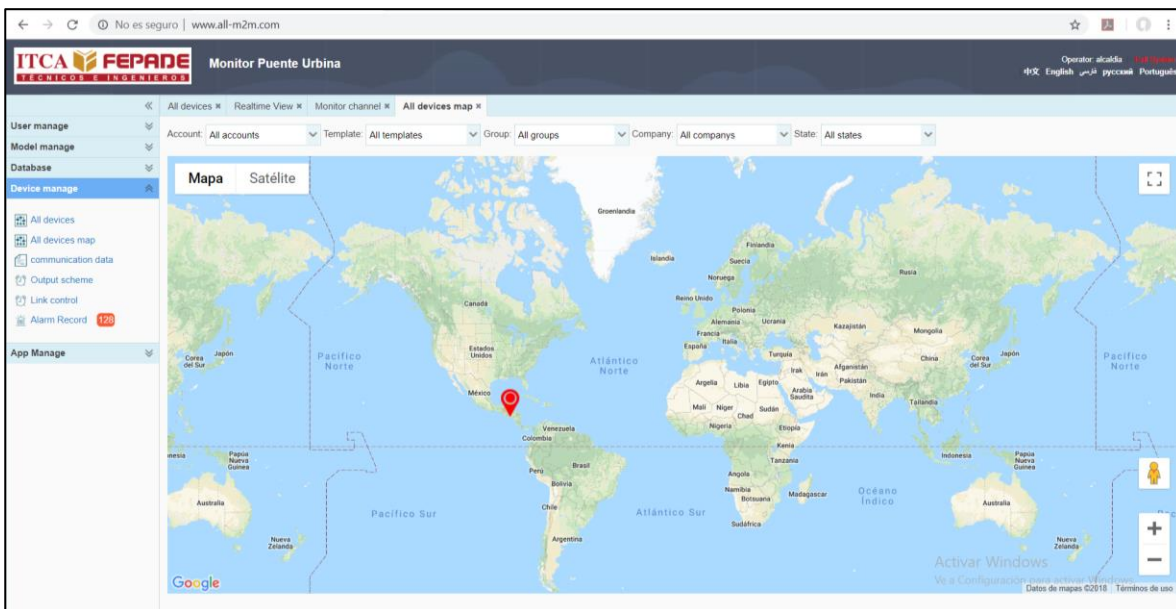 No es seguro | www.all-m2m.com
ITCA FEPADE
TÉCNICOS E INGENIEROS
Monitor Puente Urbina
Operator: alcaldia
中文 English فارسی русский Português
All devices × Realtime View × Monitor channel × All devices map ×
Account: All accounts Template: All templates Group: All groups Company: All companys State: All states
User manage
Model manage
Database
Device manage
All devices
All devices map
communication data
Output scheme
Link control
Alarm Record 128
App Manage
Mapa Satélite
Groenlandia
Islandia
Finlandia
Suecia
Noruega
Rusia
Canadá
Reino Unido
Polonia
Alemania Ucrania
Francia
Italia
España
Kazajistán
Mongolia
Estados Unidos
Corea del Sur
Japón
Pacífico Norte
Atlántico Norte
Turquía
Irak Irán
Afganistán
Pakistán
China
Corea del Sur
Japón
Pacífico Norte
México
Argelia Libia Egipto
Arabia Saudita
India
Tailandia
Malí Níger
Chad
Sudán
Nigeria
Etiopía
Venezuela
Colombia
Kenia
Tanzania
Indonesia
Papúa Nueva Guinea
Papúa Nueva Guinea
Perú
Brasil
Bolivia
Angola
Namibia
Botsuana
Madagascar
Océano Índico
Australia
Australia
Chile
Pacífico Sur
Atlántico Sur
Sudáfrica
Argentina
Nueva Zelanda
Nueva Zelanda
Activar Windows
Ve a Configuración para activar Windows.
Google
Datos de mapas ©2018 Términos de uso